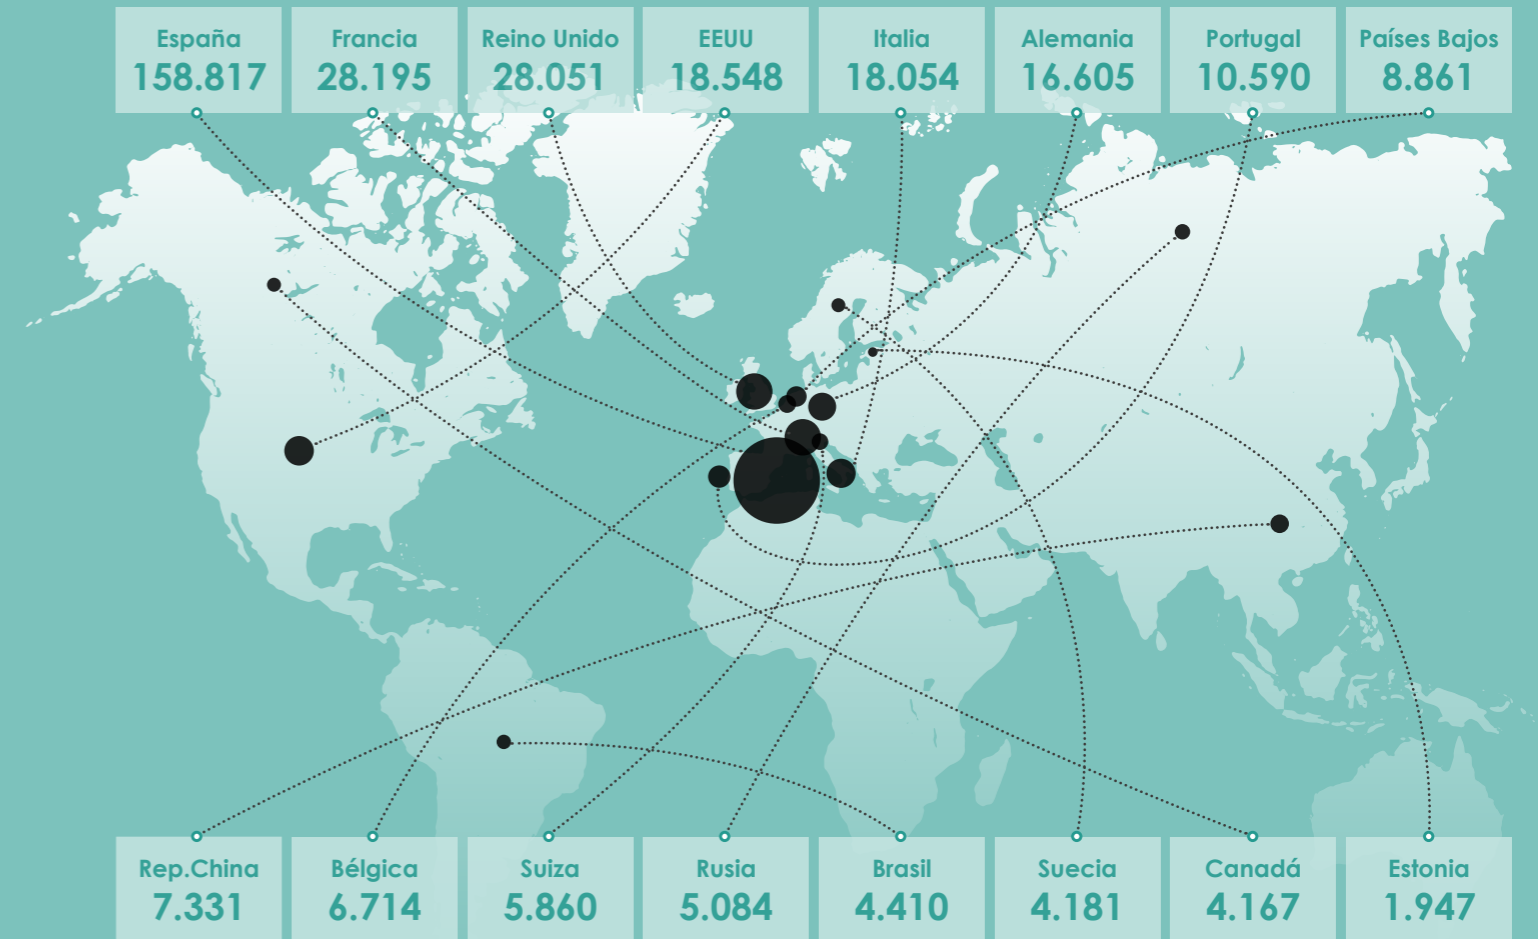 España
158.817
Francia
28.195
Reino Unido
28.051
EEUU
18.548
Italia
18.054
Alemania
16.605
Portugal
10.590
Países Bajos
8.861
Rep.China
7.331
Bélgica
6.714
Suiza
5.860
Rusia
5.084
Brasil
4.410
Suecia
4.181
Canadá
4.167
Estonia
1.947